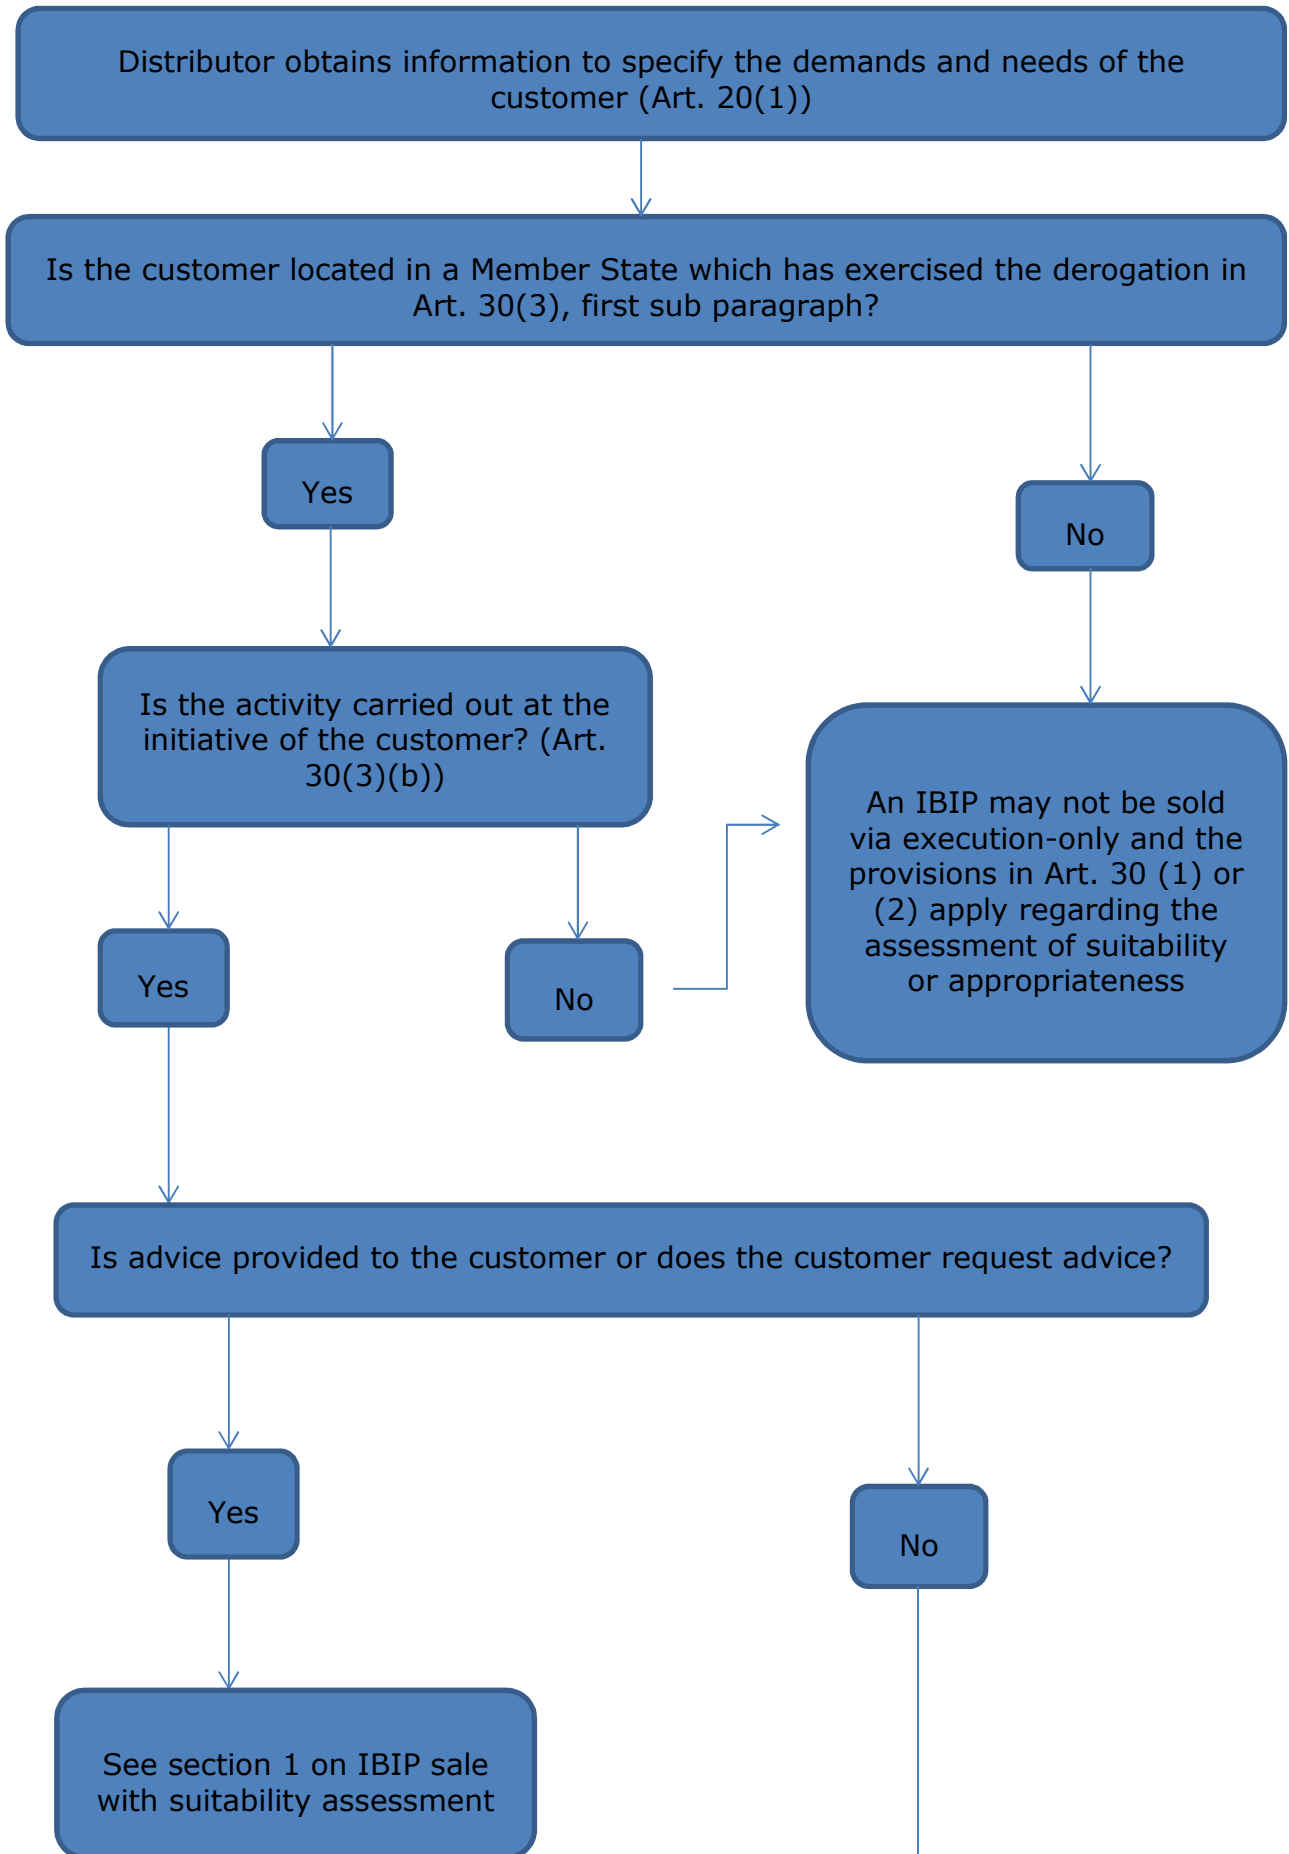 Distributor obtains information to specify the demands and needs of the
customer (Art. 20(1))
Is the customer located in a Member State which has exercised the derogation in
Art. 30(3), first sub paragraph?
Yes
No
Is the activity carried out at the
initiative of the customer? (Art.
30(3)(b))
An IBIP may not be sold
via execution-only and the
provisions in Art. 30 (1) or
(2) apply regarding the
assessment of suitability
or appropriateness
Yes
No
Is advice provided to the customer or does the customer request advice?
Yes
No
See section 1 on IBIP sale
with suitability assessment